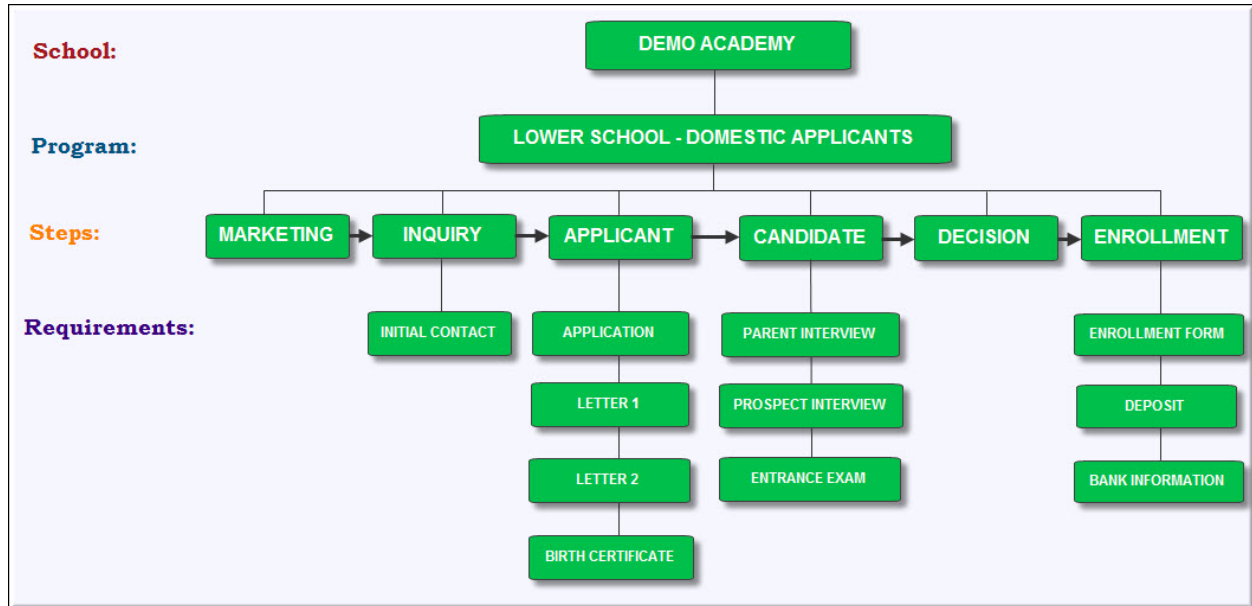 School:
DEMO ACADEMY
Program:
LOWER SCHOOL - DOMESTIC APPLICANTS
Steps:
MARKETING
INQUIRY
APPLICANT
CANDIDATE
DECISION
ENROLLMENT
Requirements:
INITIAL CONTACT
APPLICATION
PARENT INTERVIEW
ENROLLMENT FORM
LETTER 1
PROSPECT INTERVIEW
DEPOSIT
LETTER 2
ENTRANCE EXAM
BANK INFORMATION
BIRTH CERTIFICATE